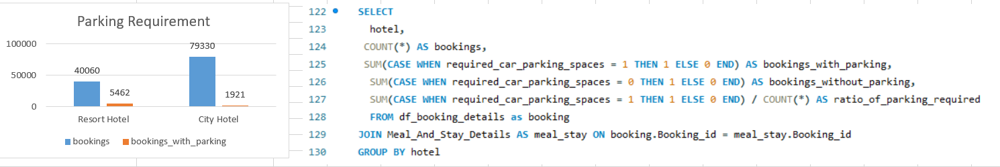 Parking Requirement
100000
50000
0
40060
5462
79330
1921
Resort Hotel
City Hotel
bookings
bookings_with_parking
122 SELECT
123 hotel,
124 COUNT(*) AS bookings,
125 SUM(CASE WHEN required_car_parking_spaces = 1 THEN 1 ELSE 0 END) AS bookings_with_parking,
126 SUM(CASE WHEN required_car_parking_spaces = 0 THEN 1 ELSE 0 END) AS bookings_without_parking,
127 SUM(CASE WHEN required_car_parking_spaces = 1 THEN 1 ELSE 0 END) / COUNT(*) AS ratio_of_parking_required
128 FROM df_booking_details as booking
129 JOIN Meal_And_Stay_Details AS meal_stay ON booking.Booking_id = meal_stay.Booking_id
130 GROUP BY hotel